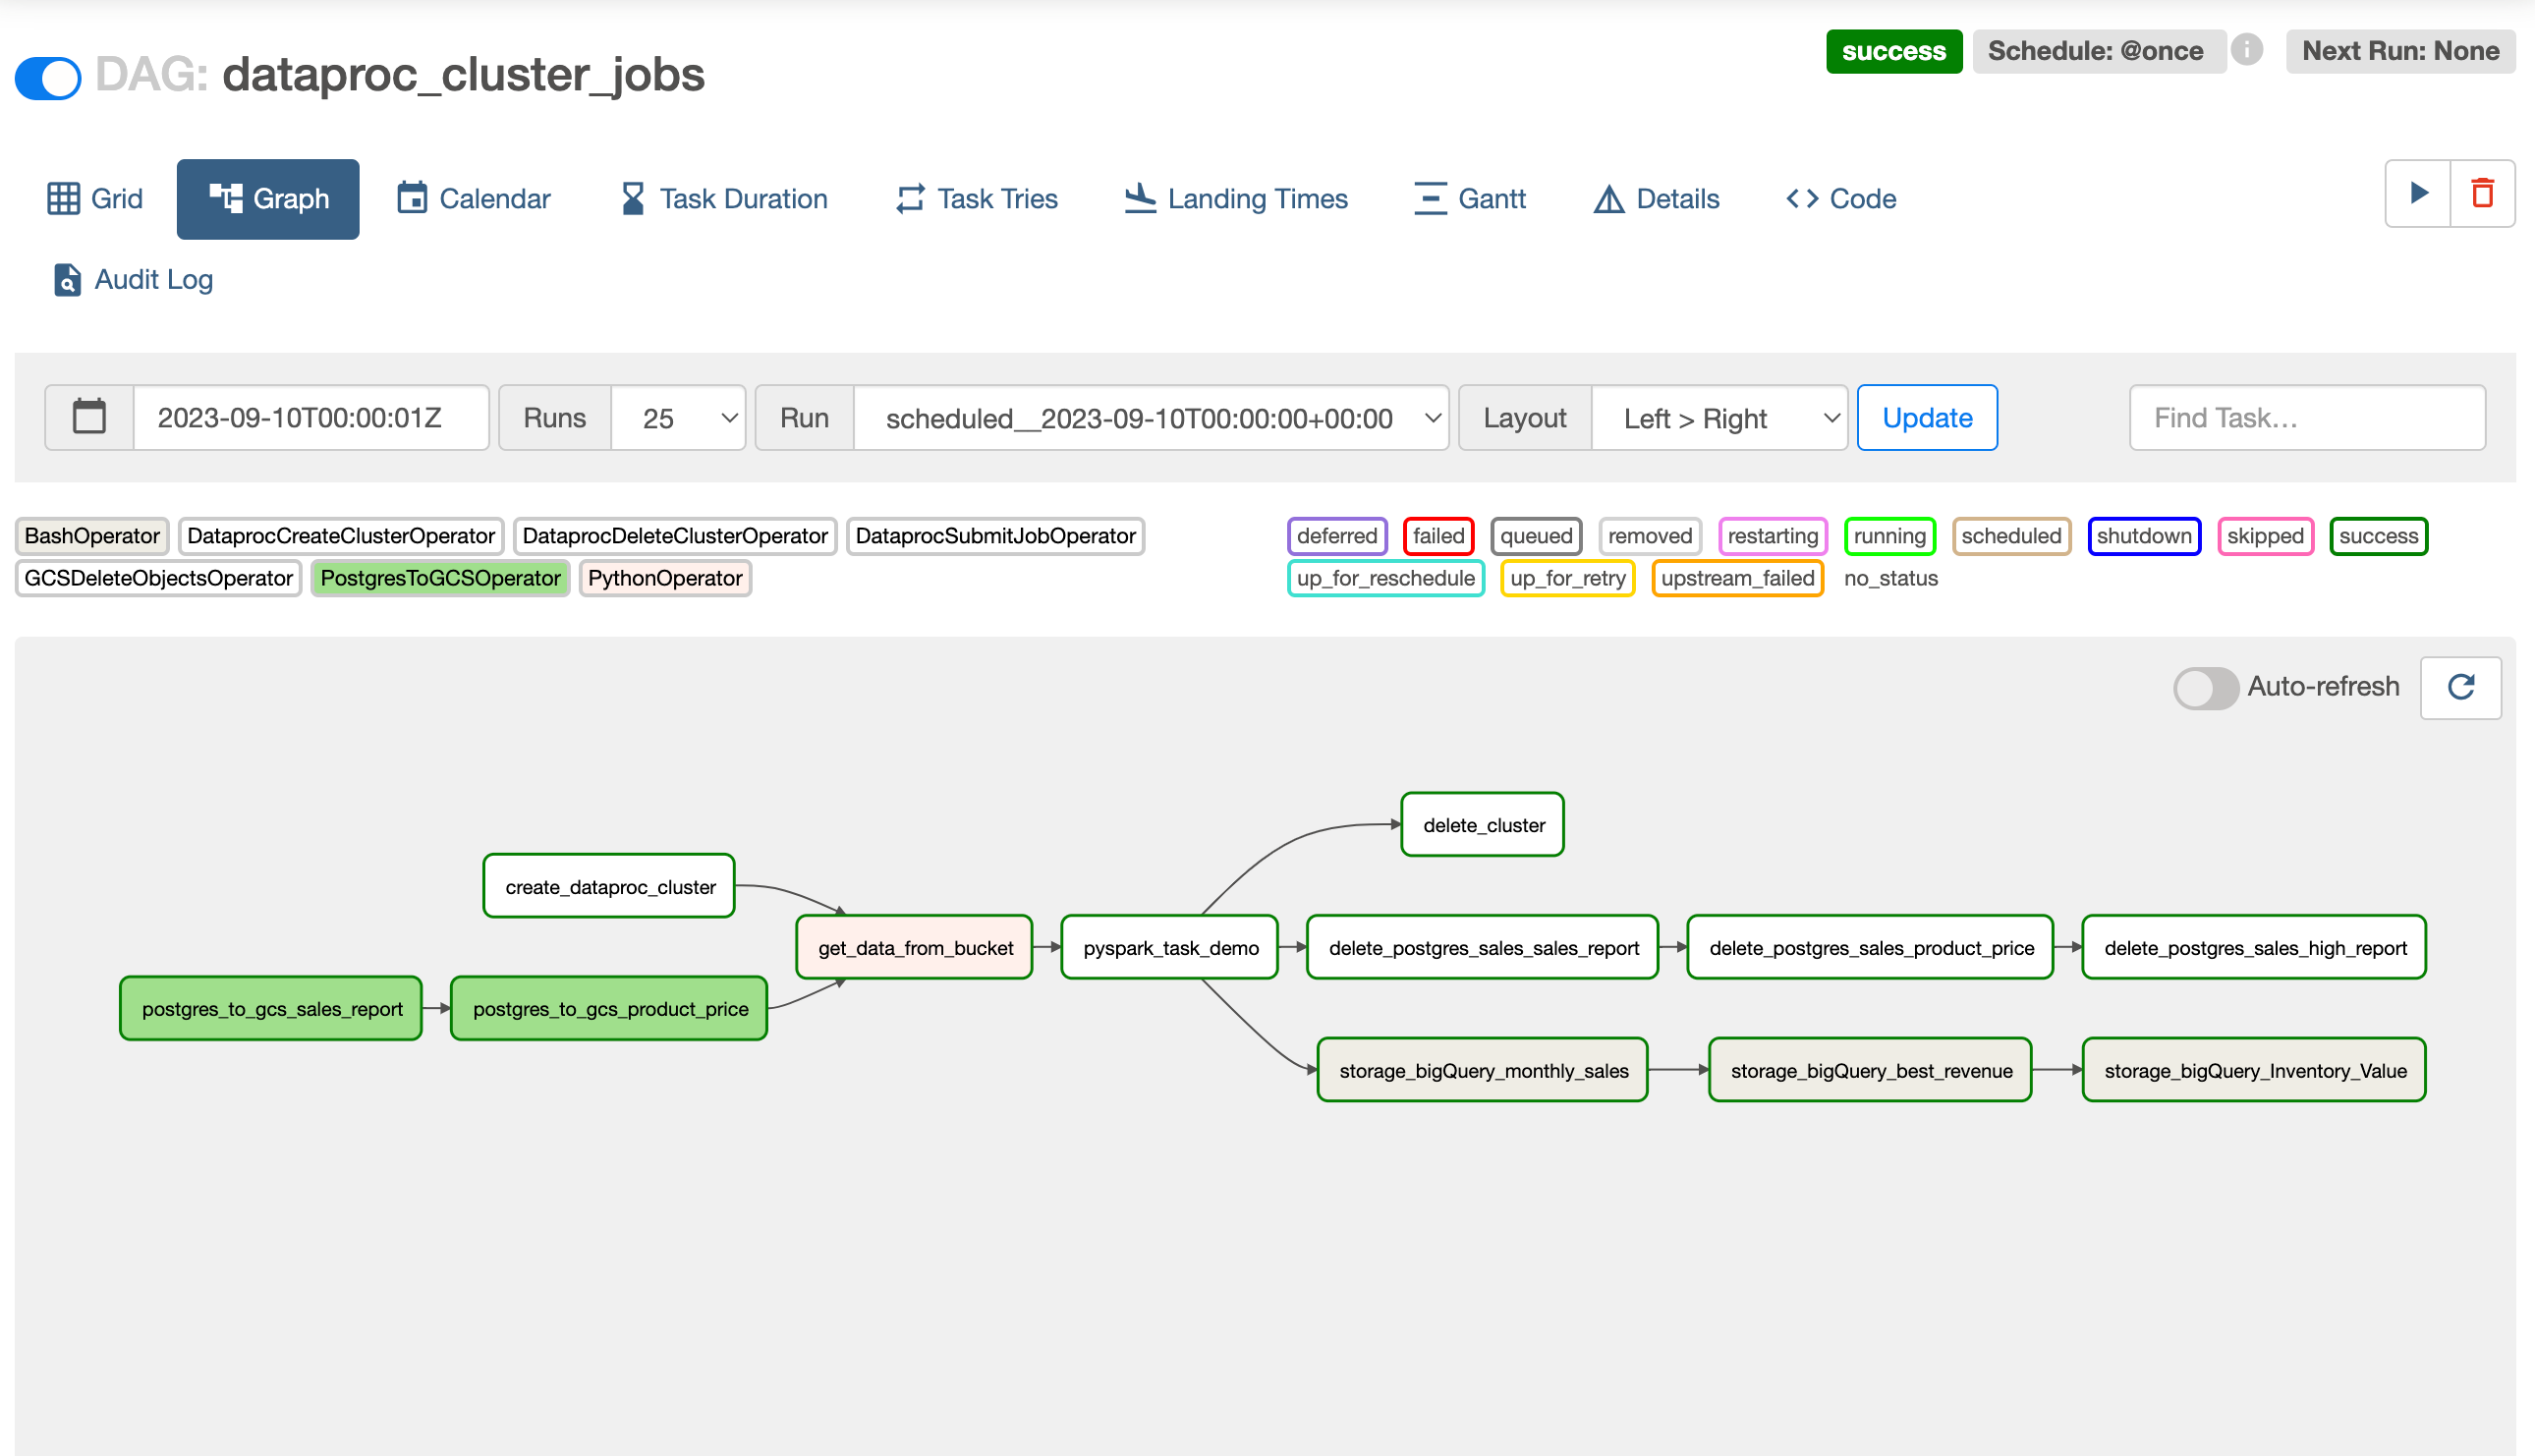 DAG: dataproc_cluster_jobs
success
Schedule: @once
Next Run: None
Grid
Graph
Calendar
Task Duration
Task Tries
Landing Times
Gantt
Details
Code
Audit Log
2023-09-10T00:00:01Z
Runs
25
Run
scheduled__2023-09-10T00:00:00+00:00
Layout
Left > Right
Update
Find Task...
BashOperator
DataprocCreateClusterOperator
DataprocDeleteClusterOperator
DataprocSubmitJobOperator
GCSDeleteObjectsOperator
PostgresToGCSOperator
PythonOperator
deferred
failed
queued
removed
restarting
running
scheduled
shutdown
skipped
success
up_for_reschedule
up_for_retry
upstream_failed
no_status
Auto-refresh
delete_cluster
create_dataproc_cluster
get_data_from_bucket
pyspark_task_demo
delete_postgres_sales_sales_report
delete_postgres_sales_product_price
delete_postgres_sales_high_report
postgres_to_gcs_sales_report
postgres_to_gcs_product_price
storage_bigQuery_monthly_sales
storage_bigQuery_best_revenue
storage_bigQuery_Inventory_Value